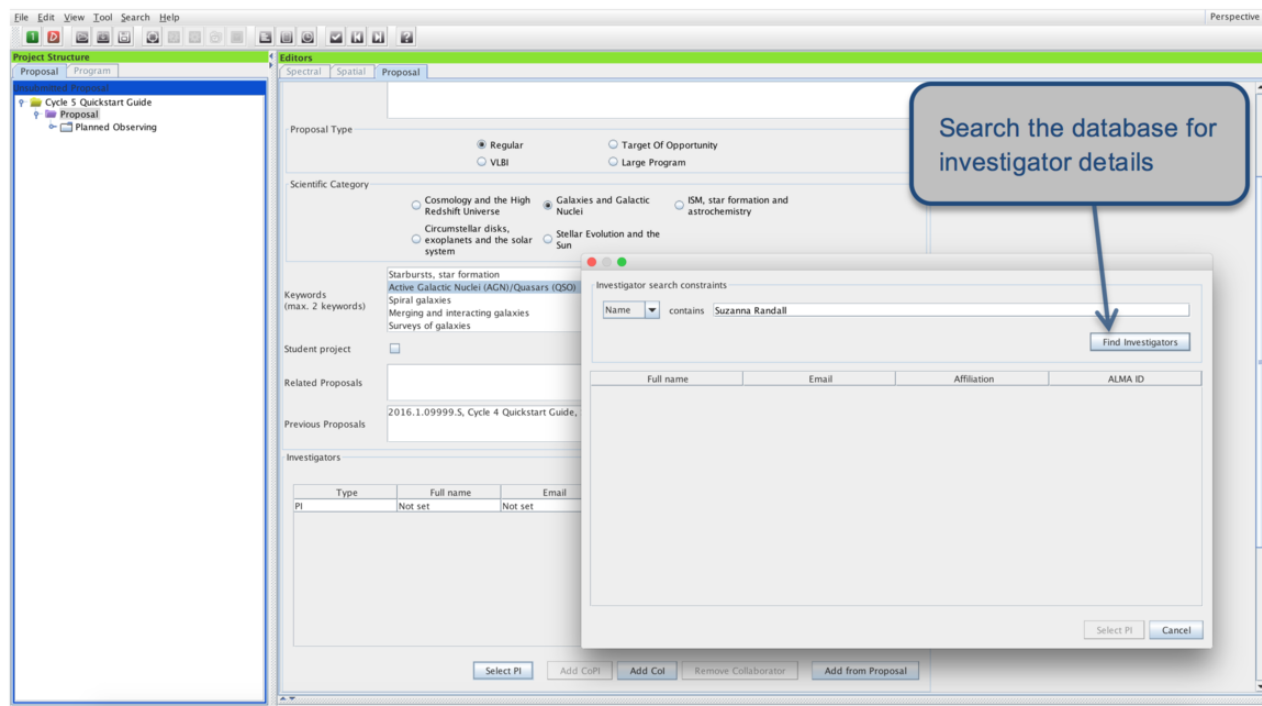 File Edit View Tool Search Help
Perspective
Project Structure
Proposal Program
Unsubmitted Proposal
Cycle 5 Quickstart Guide
Proposal
Planned Observing
Editors
Spectral Spatial Proposal
Proposal Type
Regular
Target Of Opportunity
VLBI
Large Program
Scientific Category
Cosmology and the High
Redshift Universe
Galaxies and Galactic
Nuclei
ISM, star formation and
astrochemistry
Circumstellar disks,
exoplanets and the solar
system
Stellar Evolution and the
Sun
Keywords
(max. 2 keywords)
Starbursts, star formation
Active Galactic Nuclei (AGN)/Quasars (QSO)
Spiral galaxies
Merging and interacting galaxies
Surveys of galaxies
Student project
Related Proposals
Previous Proposals
2016.1.09999.S, Cycle 4 Quickstart Guide,
Investigators
Type Full name Email
PI Not set Not set
Select PI Add CoPI Add CoI Remove Collaborator Add from Proposal
Search the database for
investigator details
Investigator search constraints
Name contains Suzanna Randall
Find Investigators
Full name Email Affiliation ALMA ID
Select PI Cancel